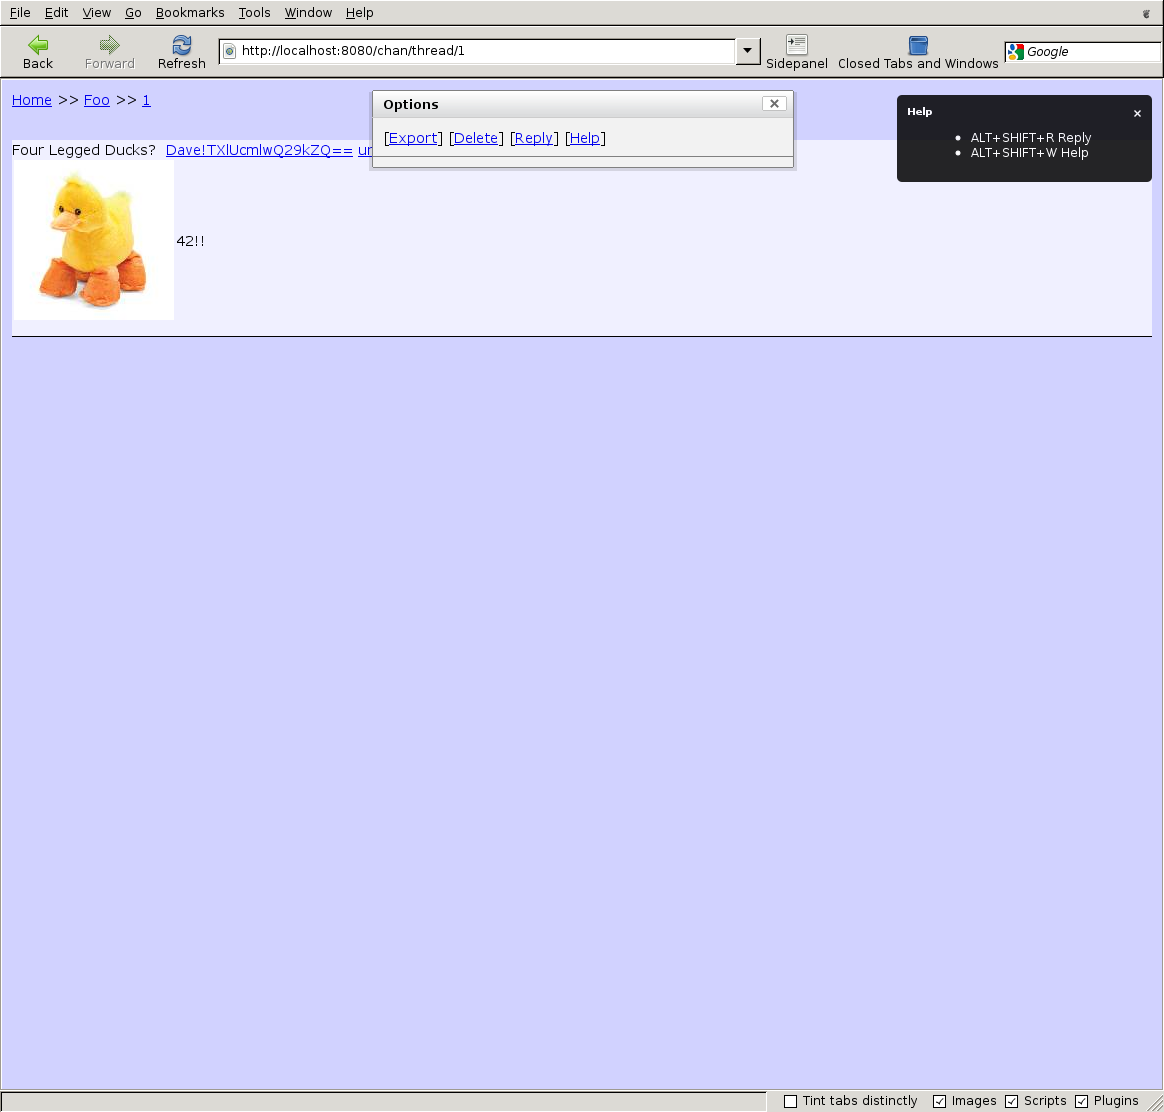 File Edit View Go Bookmarks Tools Window Help
Back Forward Refresh http://localhost:8080/chan/thread/1 Sidepanel Closed Tabs and Windows Google
Home >> Foo >> 1
Options
[Export] [Delete] [Reply] [Help]
Help
ALT+SHIFT+R Reply
ALT+SHIFT+W Help
Four Legged Ducks? Dave!TXlUcmlwQ29kZQ==
42!!
Tint tabs distinctly Images Scripts Plugins